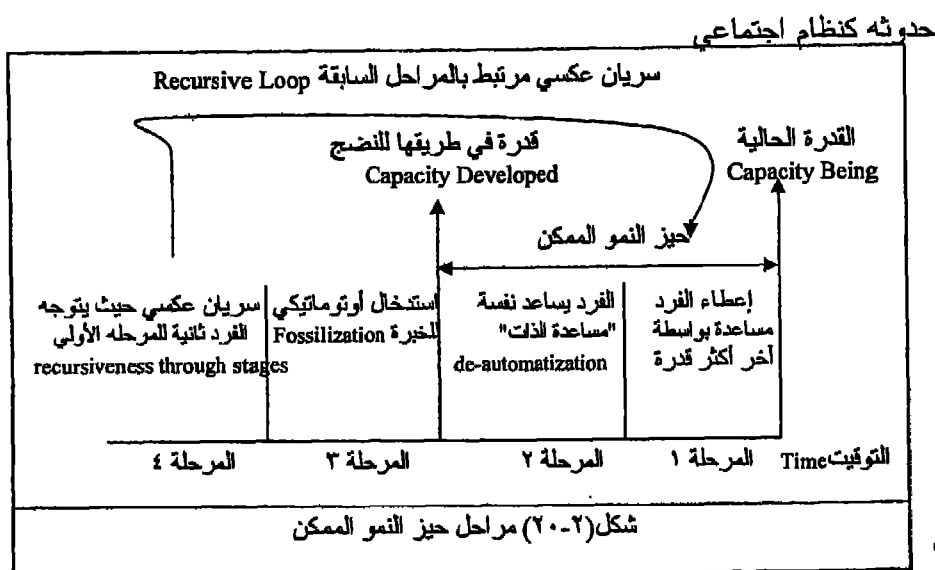 حدوثه كنظام اجتماعي
سريان عكسي مرتبط بالمراحل السابقة Recursive Loop
القدرة الحالية
Capacity Being
قدرة في طريقها للنضج
Capacity Developed
حيز النمو الممكن
إعطاء الفرد
مساعدة بواسطة
آخر أكثر قدرة
الفرد يساعد نفسة
"مساعدة الذات"
de-automatization
استدخال أوتوماتيكي
للخبرة Fossilization
سريان عكسي حيث يتوجه
الفرد ثانية للمرحله الأولي
recursiveness through stages
التوقيت Time
المرحلة ١
المرحلة ٢
المرحلة ٣
المرحلة ٤
شكل(٢-٢٠) مراحل حيز النمو الممكن